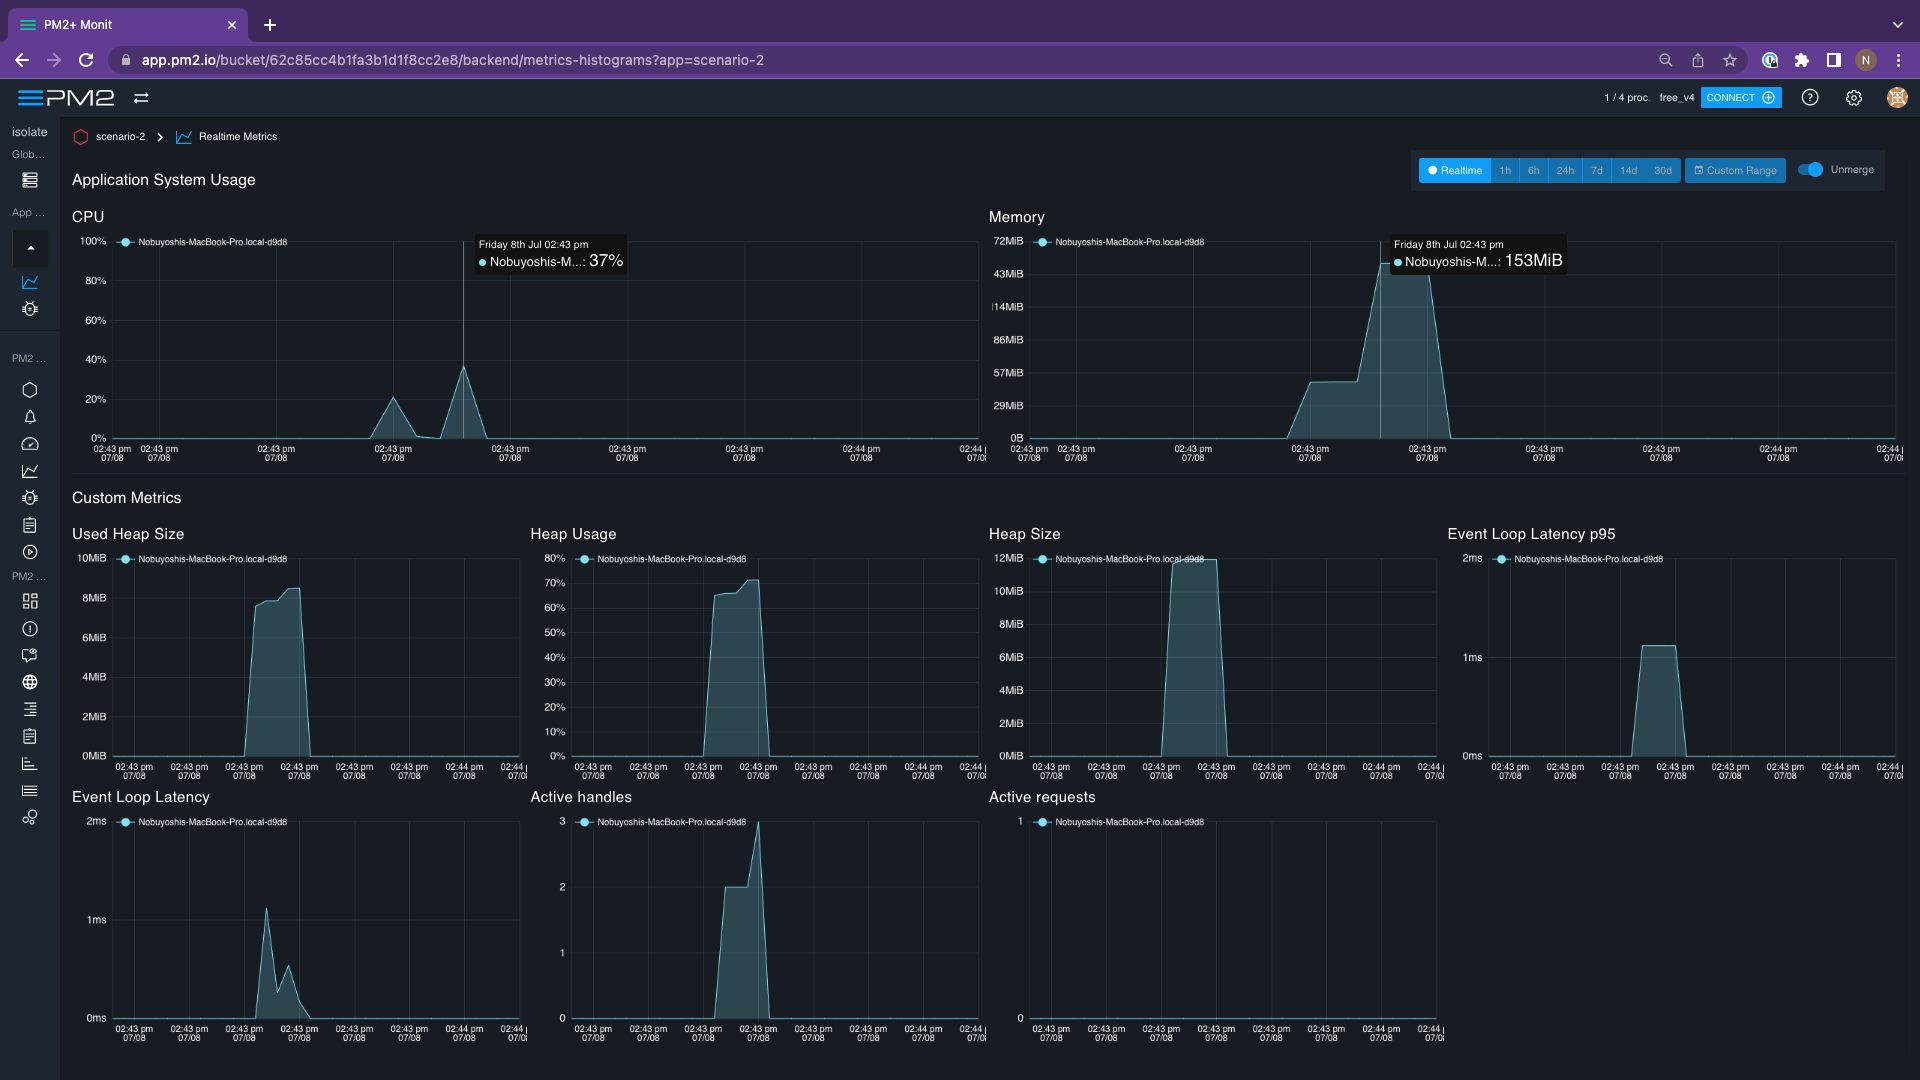 PM2+ Monit
app.pm2.io/bucket/62c85cc4b1fa3b1d1f8cc2e8/backend/metrics-histograms?app=scenario-2
N
PM2
1 / 4 proc. free_v4 CONNECT
isolate
scenario-2 Realtime Metrics
Glob...
Application System Usage
Realtime 1h 6h 24h 7d 14d 30d Custom Range Unmerge
App ...
CPU
100%
80%
60%
40%
20%
0%
Nobuyoshis-MacBook-Pro.local-d9d8
Friday 8th Jul 02:43 pm
Nobuyoshis-M...: 37%
02:43 pm 02:43 pm 02:43 pm 02:43 pm 02:43 pm 02:43 pm 02:43 pm 02:44 pm 02:44
07/08 07/08 07/08 07/08 07/08 07/08 07/08 07/08 07/0
Memory
72MiB
43MiB
14MiB
86MiB
57MiB
29MiB
0B
Nobuyoshis-MacBook-Pro.local-d9d8
Friday 8th Jul 02:43 pm
Nobuyoshis-M...: 153MiB
02:43 pm 02:43 pm 02:43 pm 02:43 pm 02:43 pm 02:43 pm 02:43 pm 02:44 pm 02:44
07/08 07/08 07/08 07/08 07/08 07/08 07/08 07/08 07/0
PM2 ...
PM2 ...
Custom Metrics
Used Heap Size
10MiB
8MiB
6MiB
4MiB
2MiB
0MiB
Nobuyoshis-MacBook-Pro.local-d9d8
02:43 pm 02:43 pm 02:43 pm 02:43 pm 02:43 pm 02:43 pm 02:44 pm 02:44
07/08 07/08 07/08 07/08 07/08 07/08 07/08 07/0
Heap Usage
80%
70%
60%
50%
40%
30%
20%
10%
0%
Nobuyoshis-MacBook-Pro.local-d9d8
02:43 pm 02:43 pm 02:43 pm 02:43 pm 02:43 pm 02:43 pm 02:44 pm 02:44
07/08 07/08 07/08 07/08 07/08 07/08 07/08 07/0
Heap Size
12MiB
10MiB
8MiB
6MiB
4MiB
2MiB
0MiB
Nobuyoshis-MacBook-Pro.local-d9d8
02:43 pm 02:43 pm 02:43 pm 02:43 pm 02:43 pm 02:43 pm 02:44 pm 02:44
07/08 07/08 07/08 07/08 07/08 07/08 07/08 07/0
Event Loop Latency p95
2ms
1ms
0ms
Nobuyoshis-MacBook-Pro.local-d9d8
02:43 pm 02:43 pm 02:43 pm 02:43 pm 02:43 pm 02:43 pm 02:44 pm 02:44
07/08 07/08 07/08 07/08 07/08 07/08 07/08 07/0
Event Loop Latency
2ms
1ms
0ms
Nobuyoshis-MacBook-Pro.local-d9d8
02:43 pm 02:43 pm 02:43 pm 02:43 pm 02:43 pm 02:43 pm 02:44 pm 02:44
07/08 07/08 07/08 07/08 07/08 07/08 07/08 07/0
Active handles
3
2
1
0
Nobuyoshis-MacBook-Pro.local-d9d8
02:43 pm 02:43 pm 02:43 pm 02:43 pm 02:43 pm 02:43 pm 02:44 pm 02:44
07/08 07/08 07/08 07/08 07/08 07/08 07/08 07/0
Active requests
1
0
Nobuyoshis-MacBook-Pro.local-d9d8
02:43 pm 02:43 pm 02:43 pm 02:43 pm 02:43 pm 02:43 pm 02:44 pm 02:44
07/08 07/08 07/08 07/08 07/08 07/08 07/08 07/0